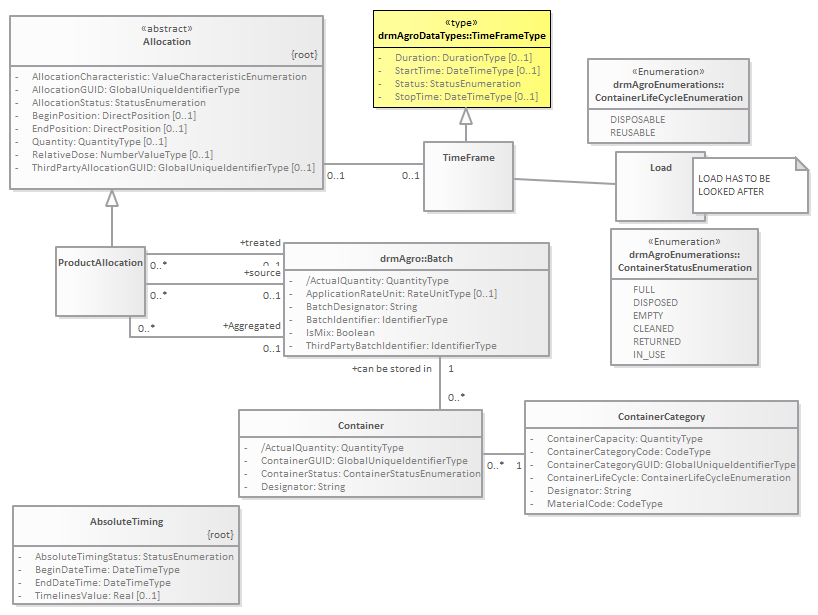 «abstract»
Allocation
{root}
- AllocationCharacteristic: ValueCharacteristicEnumeration
- AllocationGUID: GlobalUniqueIdentifierType
- AllocationStatus: StatusEnumeration
- BeginPosition: DirectPosition [0..1]
- EndPosition: DirectPosition [0..1]
- Quantity: QuantityType [0..1]
- RelativeDose: NumberValueType [0..1]
- ThirdPartyAllocationGUID: GlobalUniqueIdentifierType [0..1]
«type»
drmAgroDataTypes::TimeFrameType
- Duration: DurationType [0..1]
- StartTime: DateTimeType [0..1]
- Status: StatusEnumeration
- StopTime: DateTimeType [0..1]
«Enumeration»
drmAgroEnumerations::
ContainerLifeCycleEnumeration
DISPOSABLE
REUSABLE
TimeFrame
0..1
0..1
Load
LOAD HAS TO BE
LOOKED AFTER
«Enumeration»
drmAgroEnumerations::
ContainerStatusEnumeration
FULL
DISPOSED
EMPTY
CLEANED
RETURNED
IN_USE
ProductAllocation
+treated
0..*
0..1
+source
0..*
0..1
+Aggregated
0..*
0..1
drmAgro::Batch
- /ActualQuantity: QuantityType
- ApplicationRateUnit: RateUnitType [0..1]
- BatchDesignator: String
- BatchIdentifier: IdentifierType
- IsMix: Boolean
- ThirdPartyBatchIdentifier: IdentifierType
+can be stored in
1
0..*
Container
- /ActualQuantity: QuantityType
- ContainerGUID: GlobalUniqueIdentifierType
- ContainerStatus: ContainerStatusEnumeration
- Designator: String
0..*
1
ContainerCategory
- ContainerCapacity: QuantityType
- ContainerCategoryCode: CodeType
- ContainerCategoryGUID: GlobalUniqueIdentifierType
- ContainerLifeCycle: ContainerLifeCycleEnumeration
- Designator: String
- MaterialCode: CodeType
AbsoluteTiming
{root}
- AbsoluteTimingStatus: StatusEnumeration
- BeginDateTime: DateTimeType
- EndDateTime: DateTimeType
- TimelinesValue: Real [0..1]